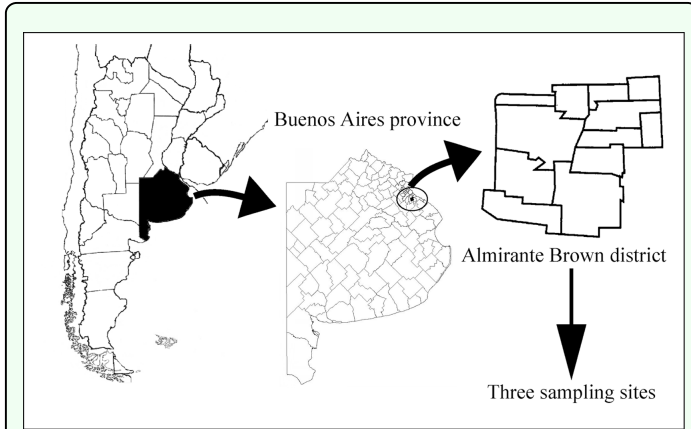 Buenos Aires province
Almirante Brown district
Three sampling sites